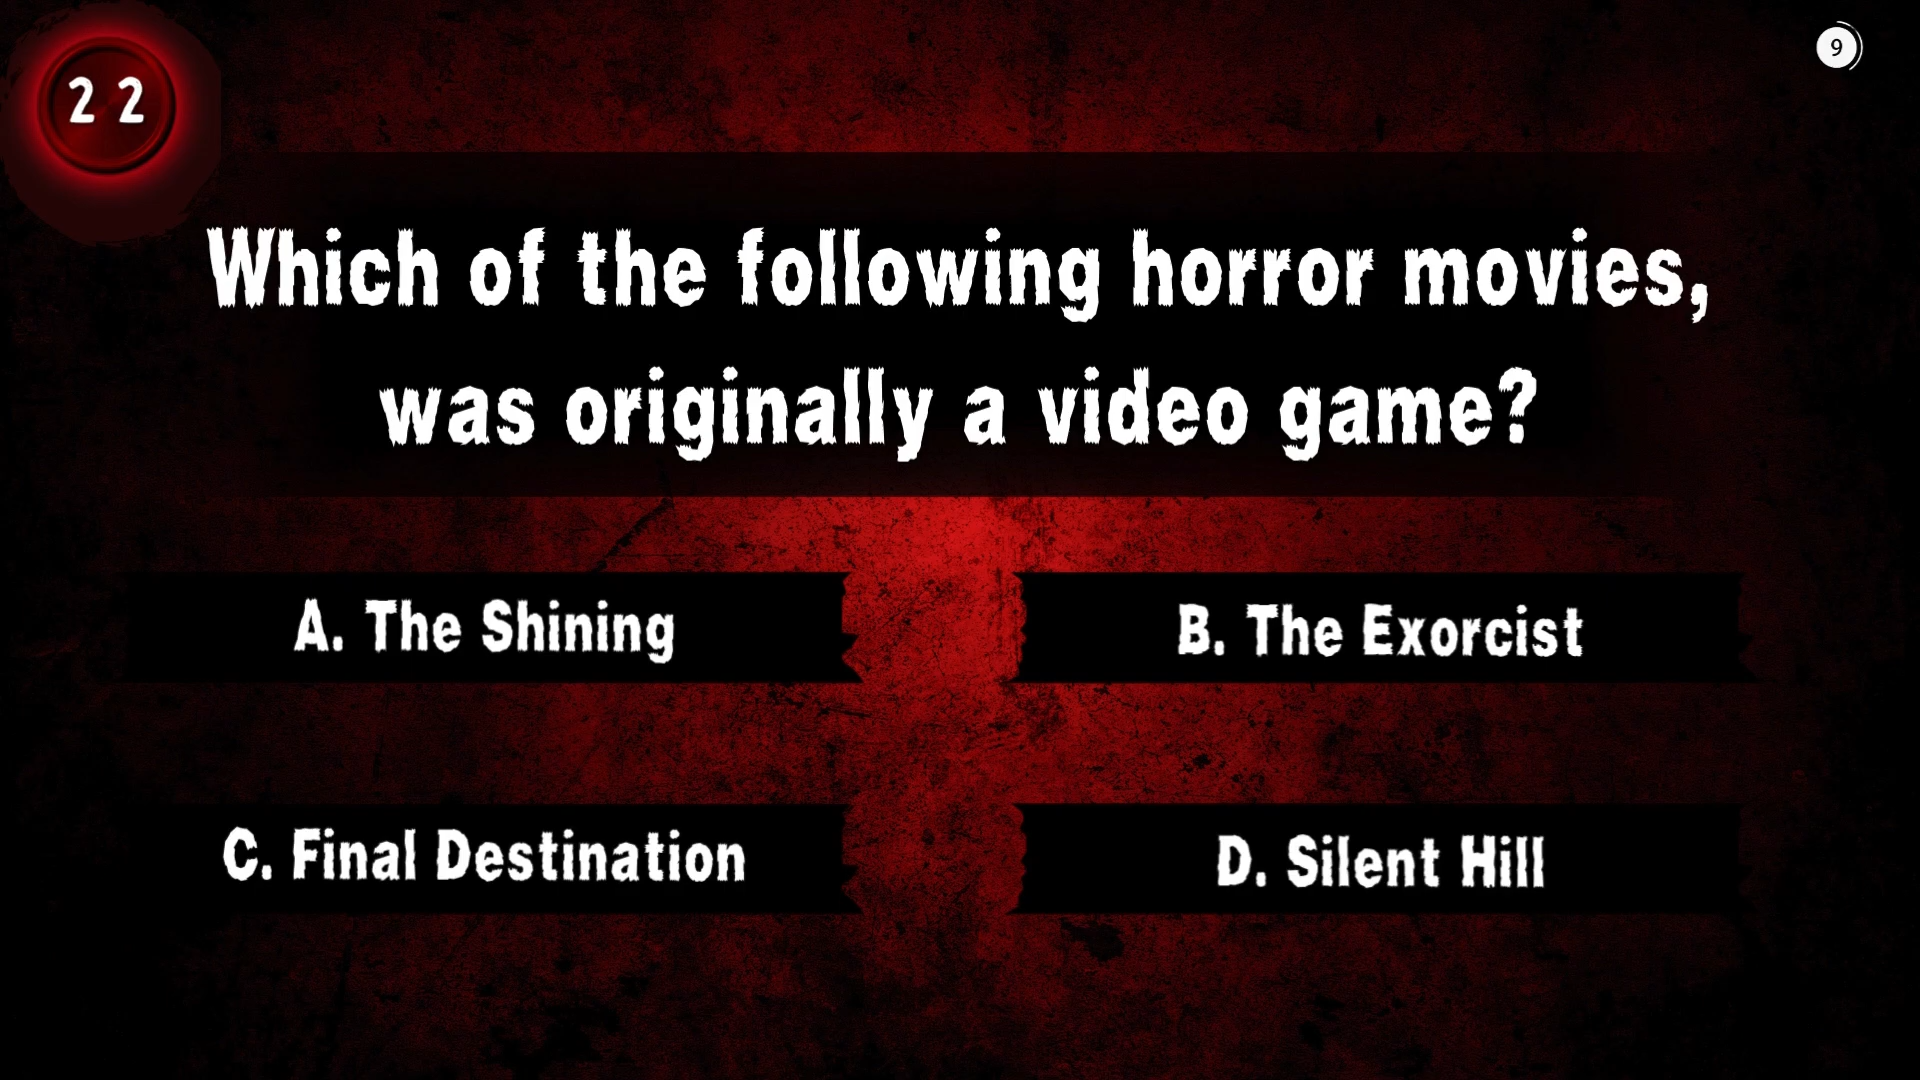 22
9
Which of the following horror movies,
was originally a video game?
A. The Shining
B. The Exorcist
C. Final Destination
D. Silent Hill